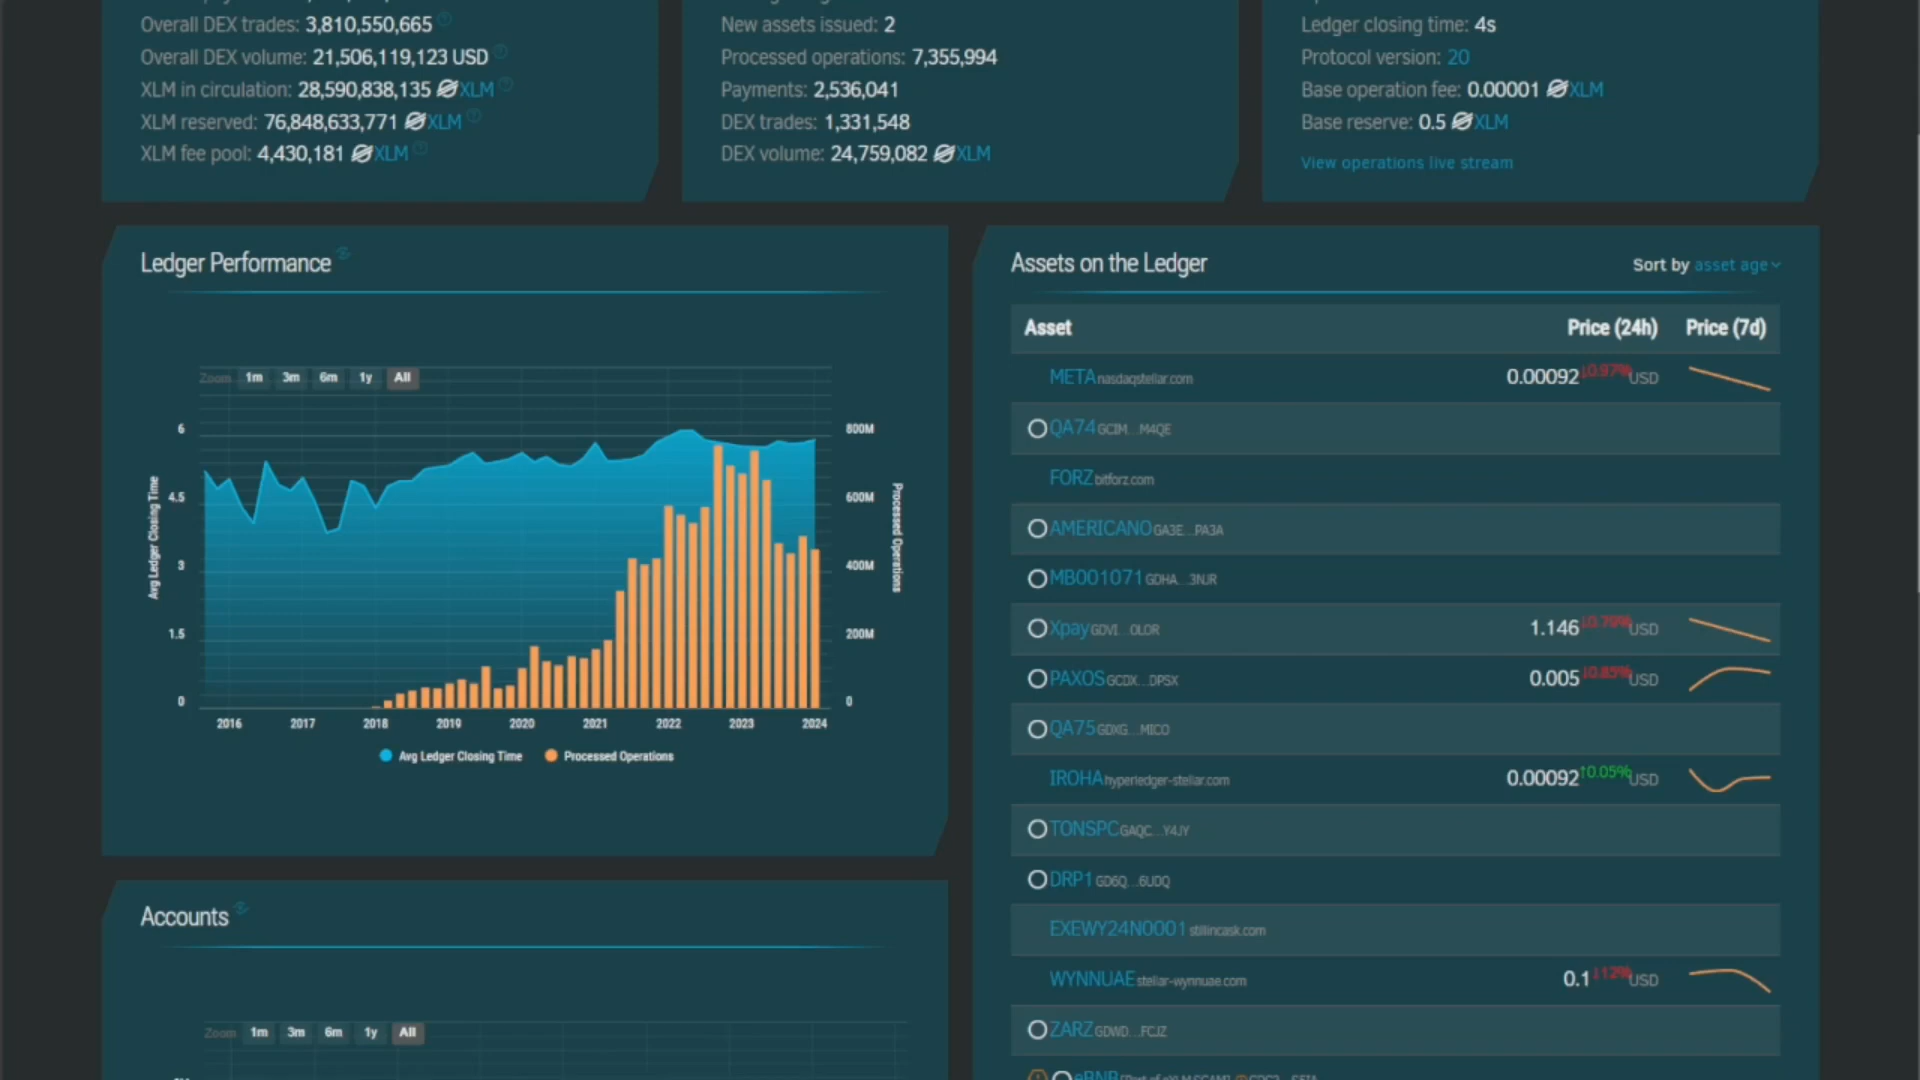 Overall DEX trades: 3,810,550,665
Overall DEX volume: 21,506,119,123 USD
XLM in circulation: 28,590,838,135 XLM
XLM reserved: 76,848,633,771 XLM
XLM fee pool: 4,430,181 XLM
New assets issued: 2
Processed operations: 7,355,994
Payments: 2,536,041
DEX trades: 1,331,548
DEX volume: 24,759,082 XLM
Ledger closing time: 4s
Protocol version: 20
Base operation fee: 0.00001 XLM
Base reserve: 0.5 XLM
View operations live stream
Ledger Performance
Zoom 1m 3m 6m 1y All
6
4.5
3
1.5
0
Avg Ledger Closing Time
800M
600M
400M
200M
0
Processed Operations
2016 2017 2018 2019 2020 2021 2022 2023 2024
Avg Ledger Closing Time Processed Operations
Accounts
Zoom 1m 3m 6m 1y All
Assets on the Ledger
Sort by asset age
Asset Price (24h) Price (7d)
META nasdaqstellar.com 0.00092 ↓0.97% USD
QA74 GCIM…M4QE
FORZ bitforz.com
AMERICANO GA3E…PA3A
MB001071 GDHA…3NJR
Xpay GDVI…OLOR 1.146 ↓0.79% USD
PAXOS GCDX…DPSX 0.005 ↓0.85% USD
QA75 GDXG…MICO
IROHA hyperledger-stellar.com 0.00092 ↑0.05% USD
TONSPC GAQC…Y4JY
DRP1 GD6Q…6UDQ
EXEWY24N0001 stillincask.com
WYNNUAE stellar-wynnuae.com 0.1 ↓12% USD
ZARZ GDWD…FCJZ
eBNB